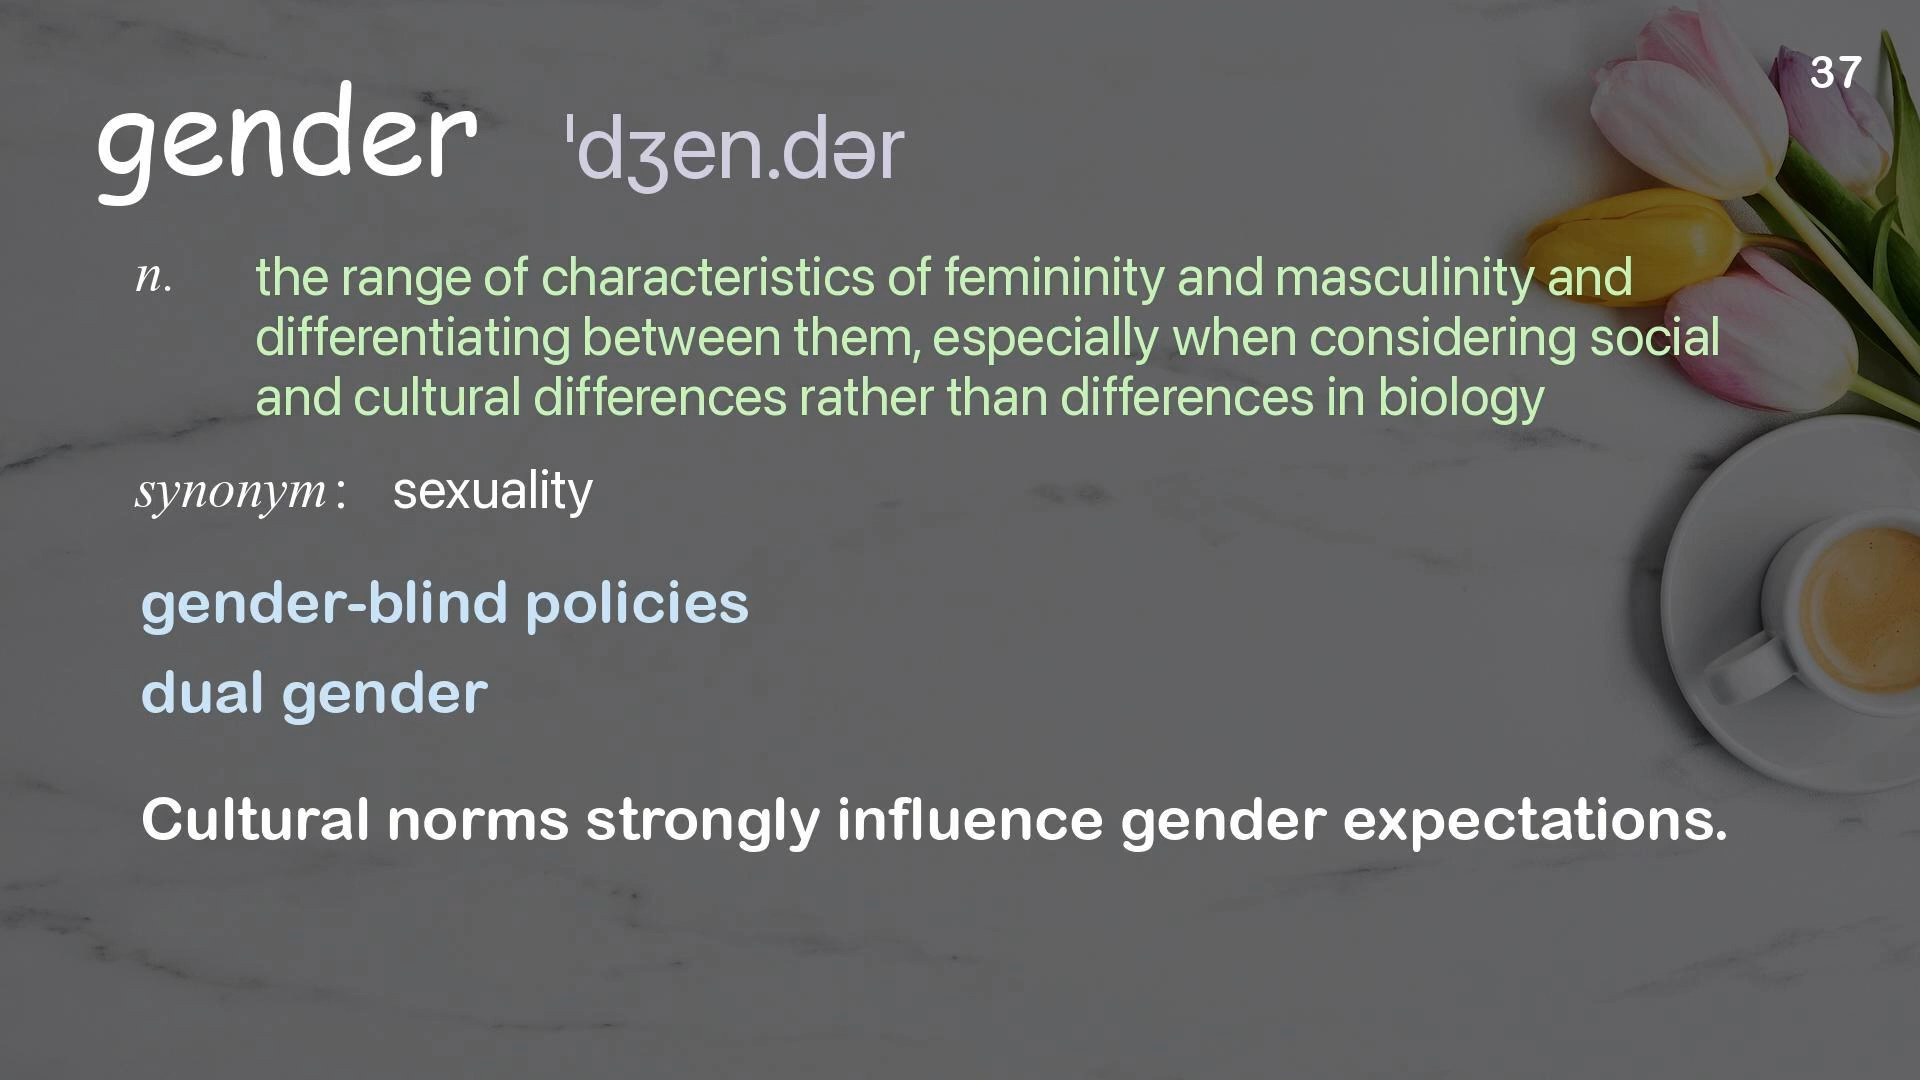 37
gender ˈdʒen.dər
n. the range of characteristics of femininity and masculinity and
differentiating between them, especially when considering social
and cultural differences rather than differences in biology
synonym: sexuality
gender-blind policies
dual gender
Cultural norms strongly influence gender expectations.